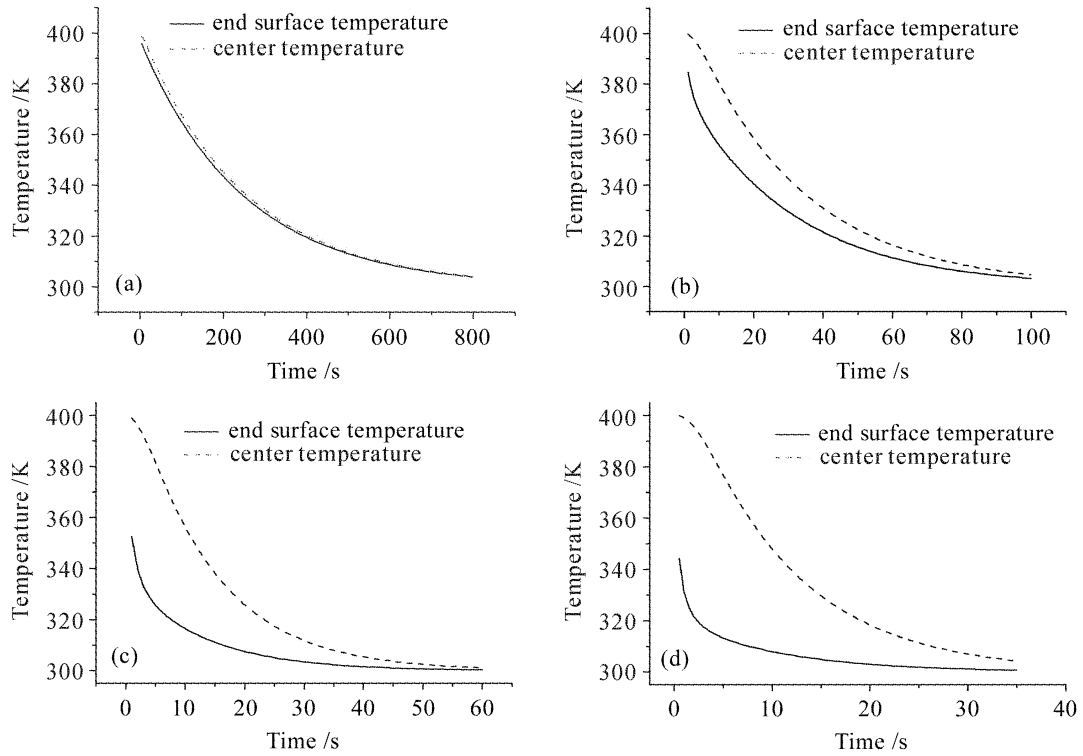 end surface temperature
center temperature
400
380
360
340
320
300
Temperature /K
(a)
0 200 400 600 800
Time /s
end sarface temperature
center temperature
400
380
360
340
320
300
Temperature /K
(b)
0 20 40 60 80 100
Time /s
end surface temperature
center temperature
400
380
360
340
320
300
Temperature /K
(c)
0 10 20 30 40 50 60
Time /s
end surface temperature
center temperature
400
380
360
340
320
300
Temperature /K
(d)
0 10 20 30 40
Time /s